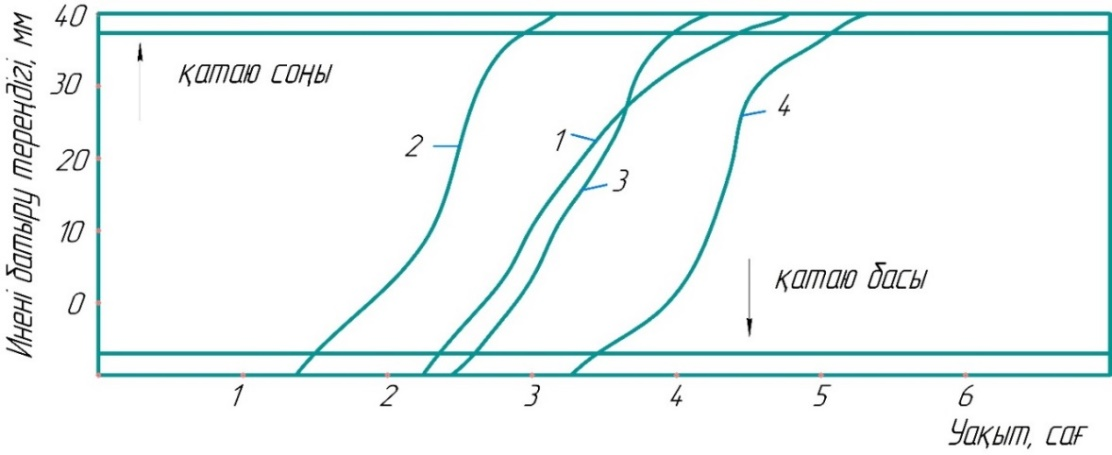 Инені батыру тереңдігі, мм
40
30
20
10
0
қатаю соңы
2
1
3
4
қатаю басы
1 2 3 4 5 6
Уақыт, сағ